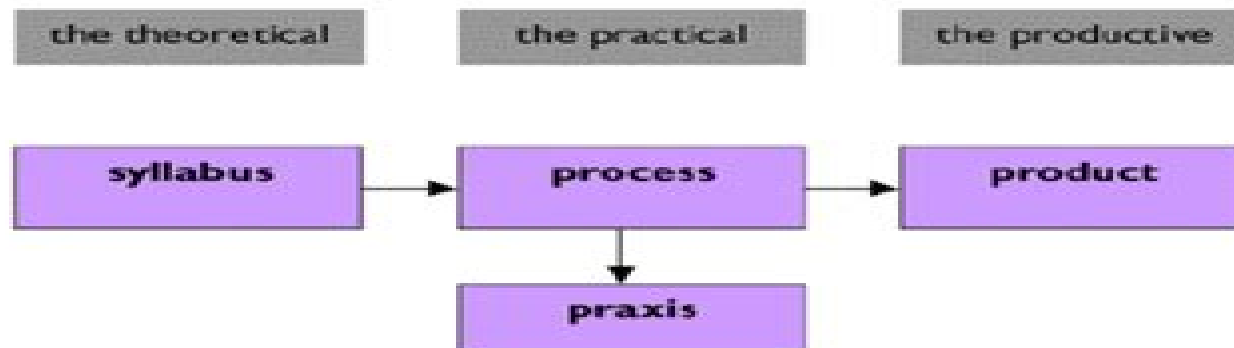 the theoretical
the practical
the productive
syllabus
process
product
praxis